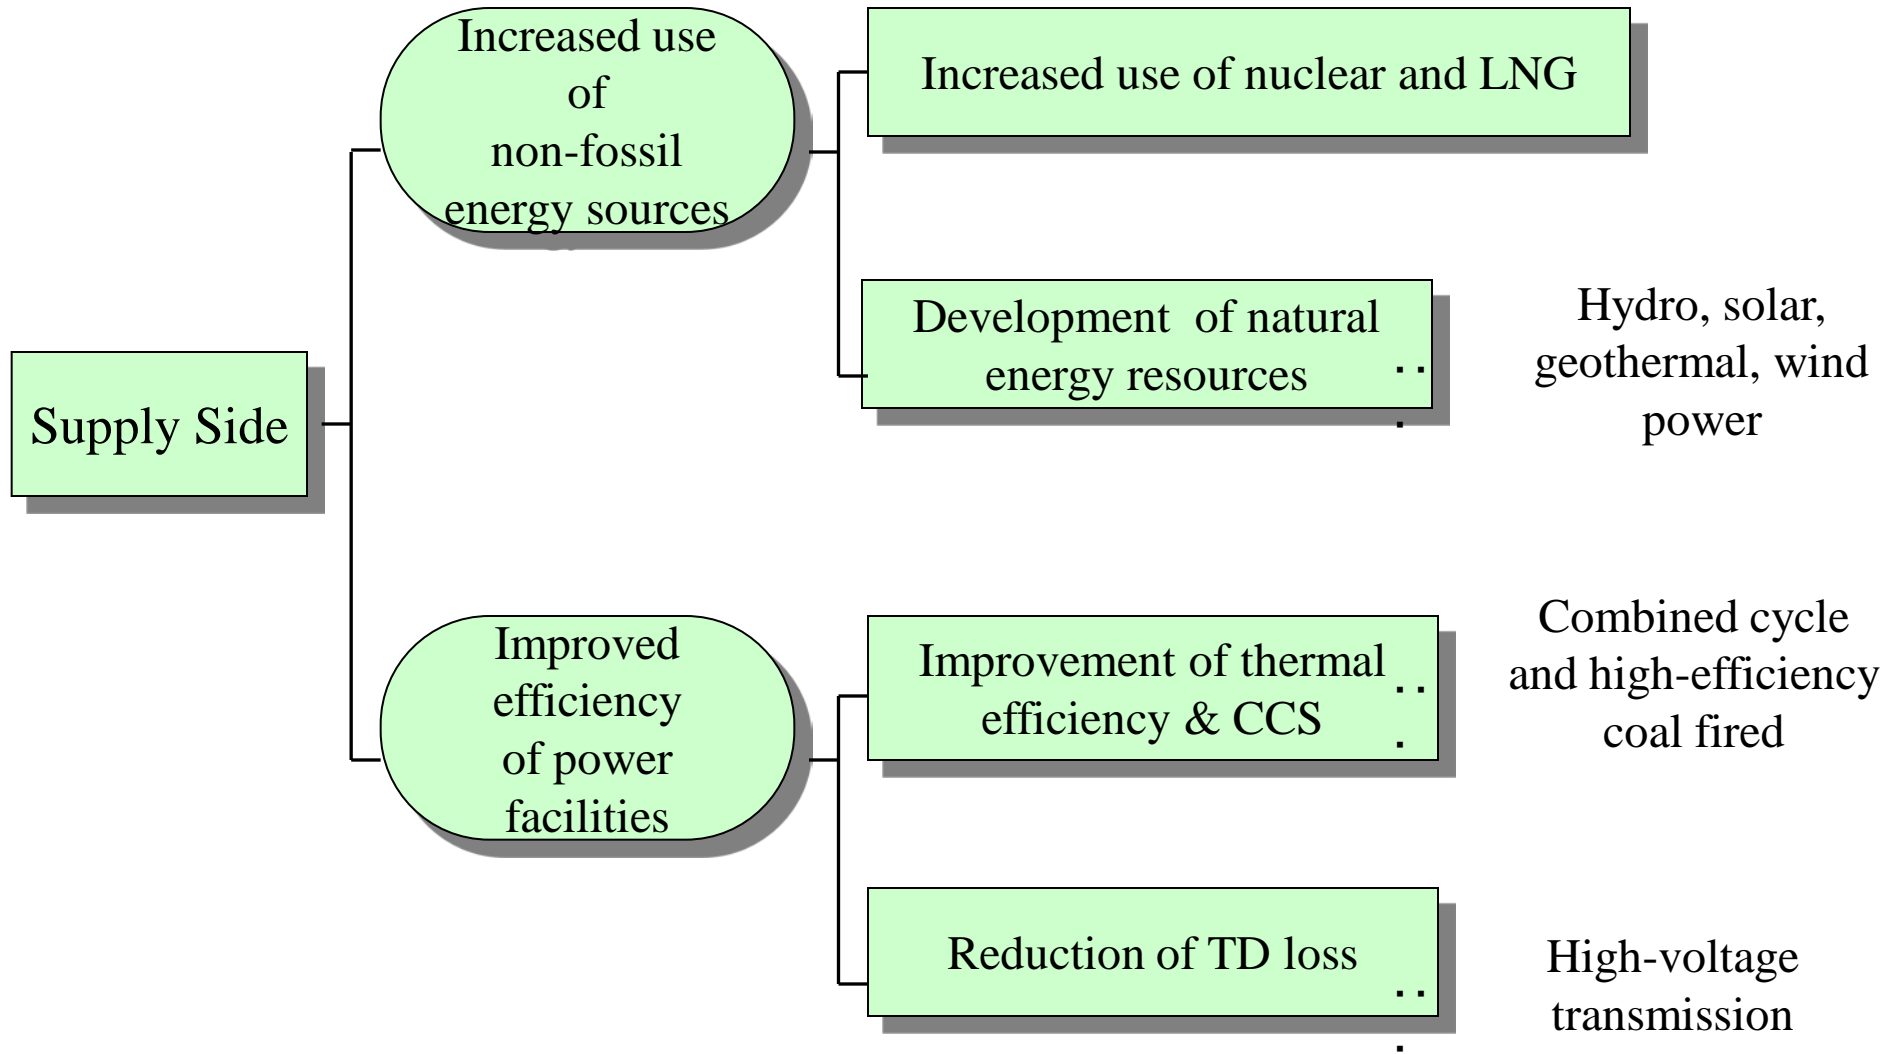 Increased use
of
non-fossil
energy sources
Increased use of nuclear and LNG
Development  of natural
energy resources
..
.
Hydro, solar,
geothermal, wind
power
Supply Side
Improved
efficiency
of power
facilities
Improvement of thermal
efficiency & CCS
..
.
Combined cycle
and high-efficiency
coal fired
Reduction of TD loss
..
.
High-voltage
transmission